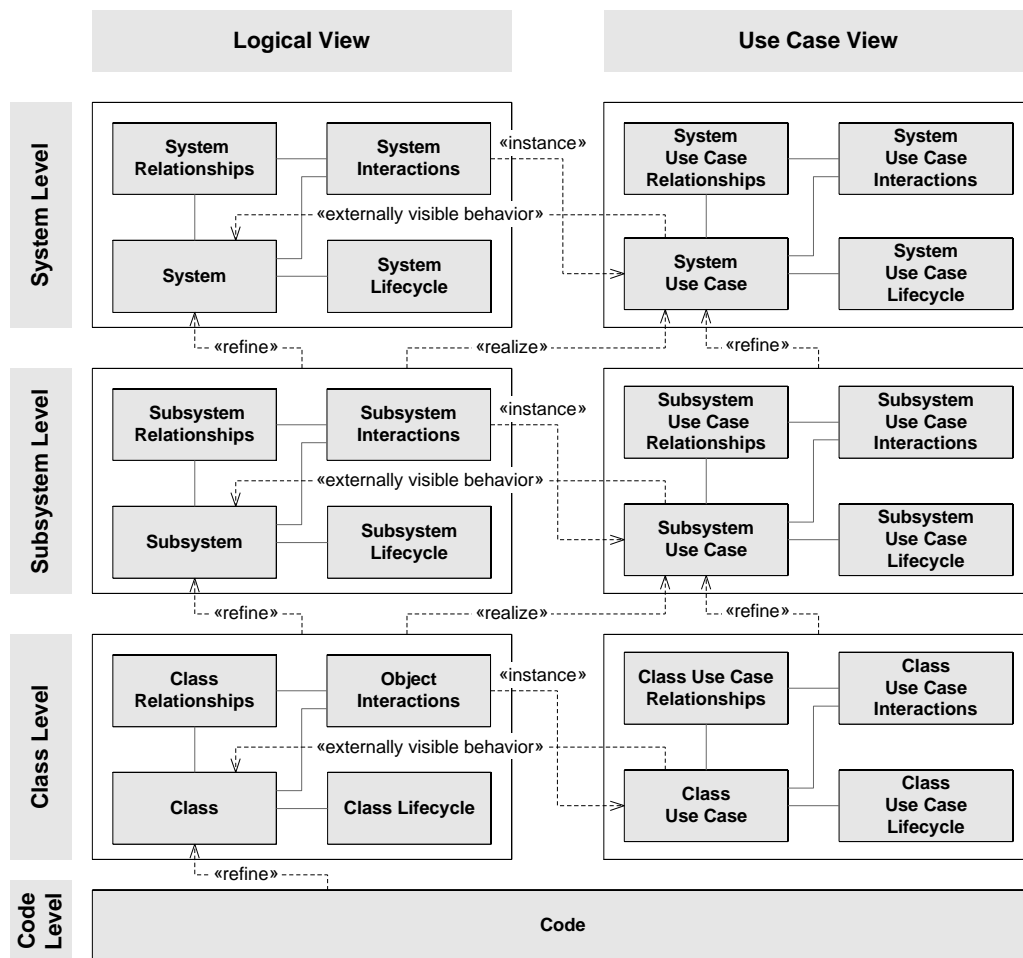 Logical View
Use Case View
System Level
System
Relationships
System
Interactions
«instance»
System
Use Case
Relationships
System
Use Case
Interactions
«externally visible behavior»
System
System
Lifecycle
System
Use Case
System
Use Case
Lifecycle
«refine»
«realize»
«refine»
Subsystem Level
Subsystem
Relationships
Subsystem
Interactions
«instance»
Subsystem
Use Case
Relationships
Subsystem
Use Case
Interactions
«externally visible behavior»
Subsystem
Subsystem
Lifecycle
Subsystem
Use Case
Subsystem
Use Case
Lifecycle
«refine»
«realize»
«refine»
Class Level
Class
Relationships
Object
Interactions
«instance»
Class Use Case
Relationships
Class
Use Case
Interactions
«externally visible behavior»
Class
Class Lifecycle
Class
Use Case
Class
Use Case
Lifecycle
«refine»
Code
Level
Code